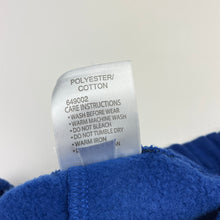 POLYESTER/
COTTON
649002
CARE INSTRUCTIONS
• WASH BEFORE WEAR
• WARM MACHINE WASH
• DO NOT BLEACH
• DO NOT TUMBLE DRY
• WARM IRON